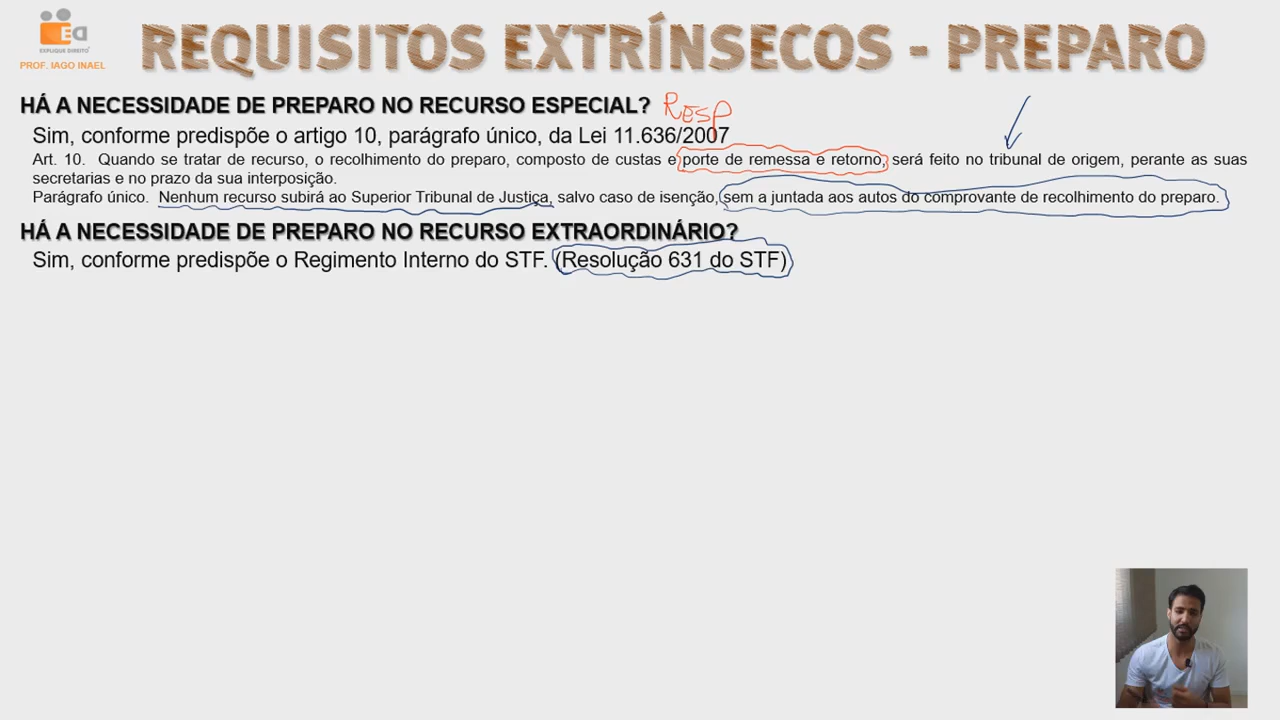 ED
EXPLIQUE DIREITO
PROF. IAGO INAEL
REQUISITOS EXTRÍNSECOS - PREPARO
HÁ A NECESSIDADE DE PREPARO NO RECURSO ESPECIAL? RESP
Sim, conforme predispõe o artigo 10, parágrafo único, da Lei 11.636/2007
Art. 10. Quando se tratar de recurso, o recolhimento do preparo, composto de custas e porte de remessa e retorno, será feito no tribunal de origem, perante as suas
secretarias e no prazo da sua interposição.
Parágrafo único. Nenhum recurso subirá ao Superior Tribunal de Justiça, salvo caso de isenção, sem a juntada aos autos do comprovante de recolhimento do preparo.
HÁ A NECESSIDADE DE PREPARO NO RECURSO EXTRAORDINÁRIO?
Sim, conforme predispõe o Regimento Interno do STF. (Resolução 631 do STF)